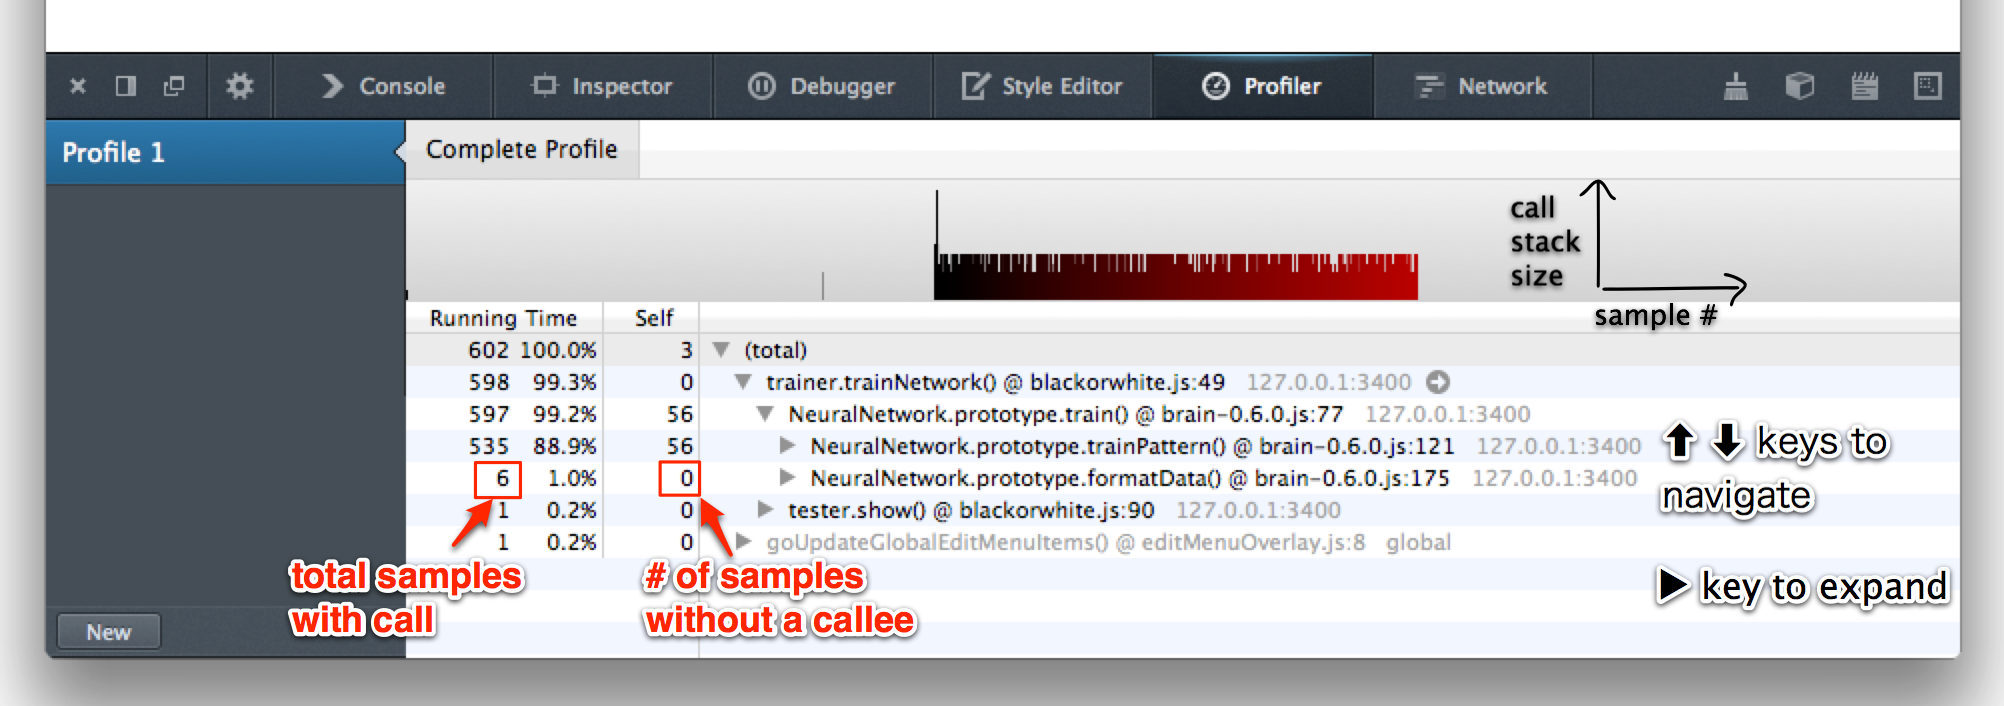 Console Inspector Debugger Style Editor Profiler Network
Profile 1
Complete Profile
call
stack
size
sample #
Running Time Self
602 100.0% 3 (total)
598 99.3% 0 trainer.trainNetwork() @ blackorwhite.js:49 127.0.0.1:3400
597 99.2% 56 NeuralNetwork.prototype.train() @ brain-0.6.0.js:77 127.0.0.1:3400
535 88.9% 56 NeuralNetwork.prototype.trainPattern() @ brain-0.6.0.js:121 127.0.0.1:3400
6 1.0% 0 NeuralNetwork.prototype.formatData() @ brain-0.6.0.js:175 127.0.0.1:3400
1 0.2% 0 tester.show() @ blackorwhite.js:90 127.0.0.1:3400
1 0.2% 0 goUpdateGlobalEditMenuItems() @ editMenuOverlay.js:8 global
keys to
navigate
key to expand
total samples
with call
# of samples
without a callee
New